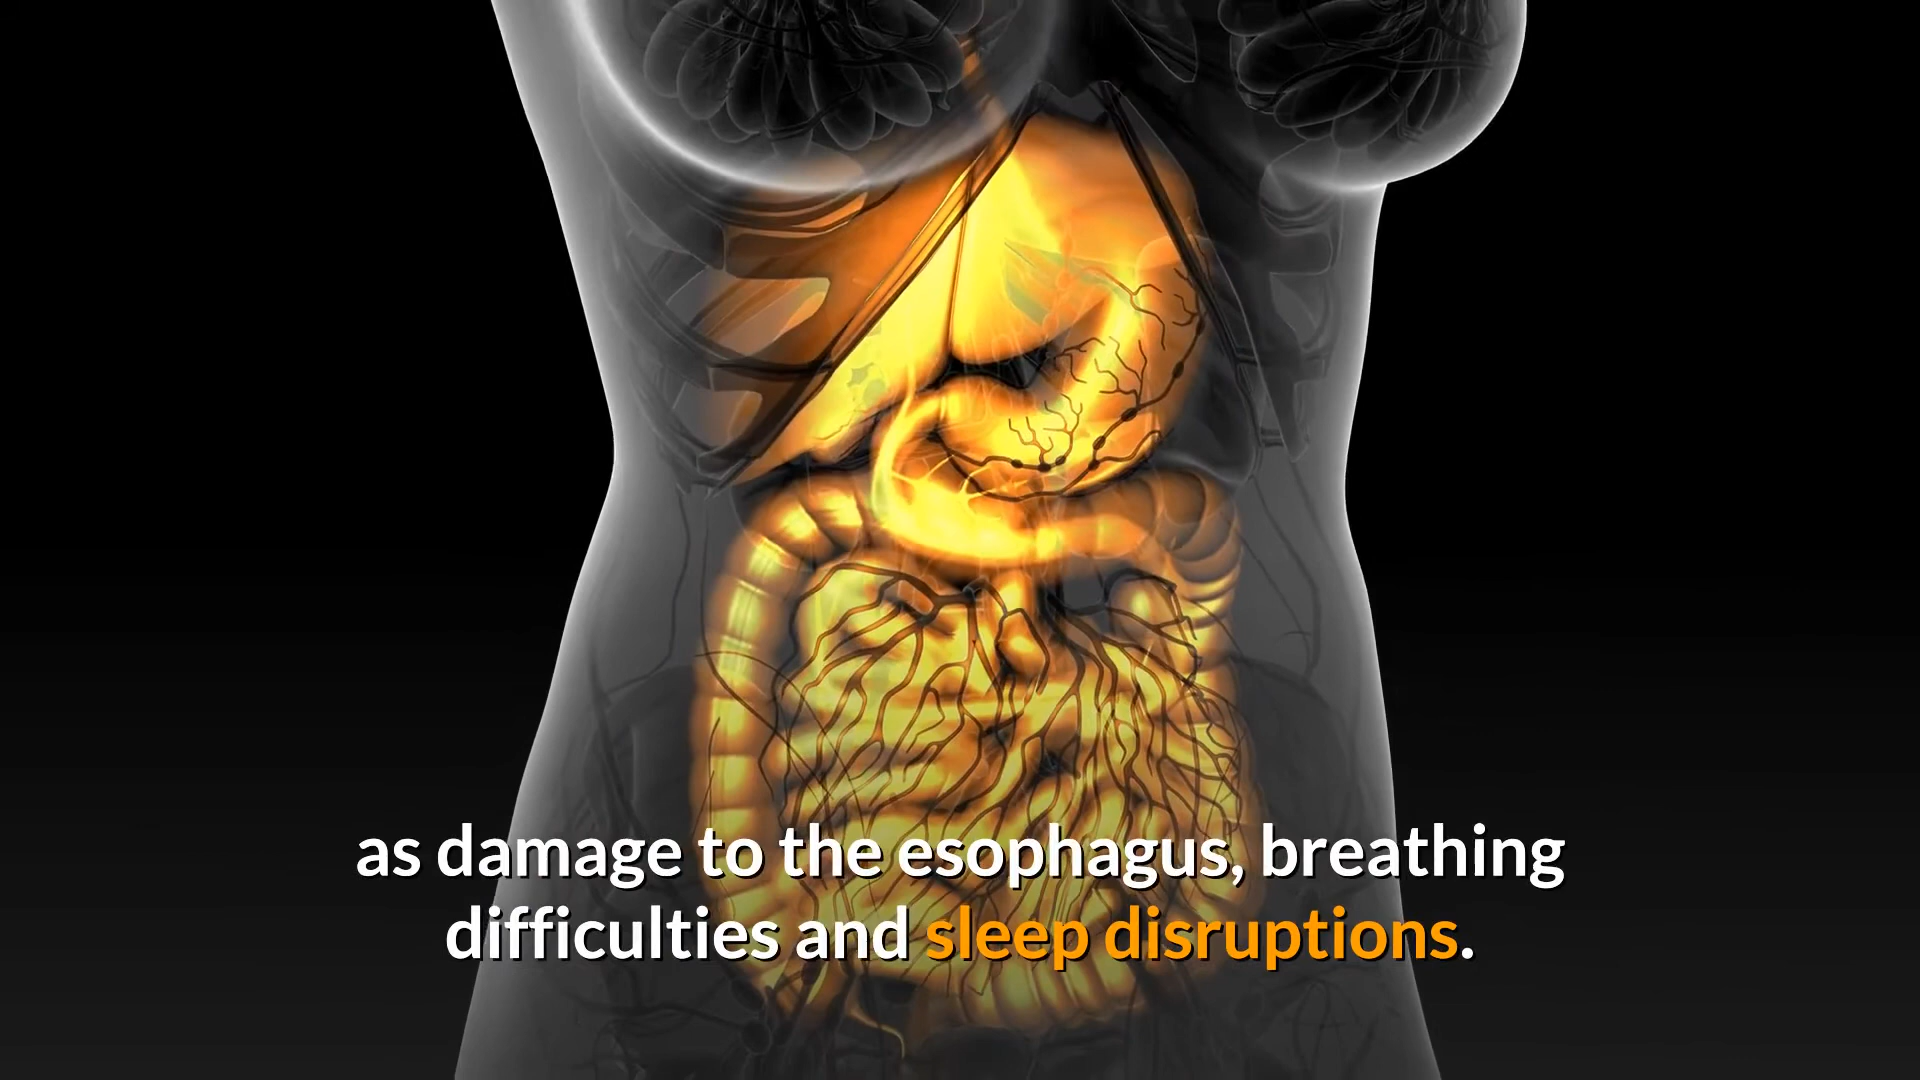 as damage to the esophagus, breathing
difficulties and sleep disruptions.